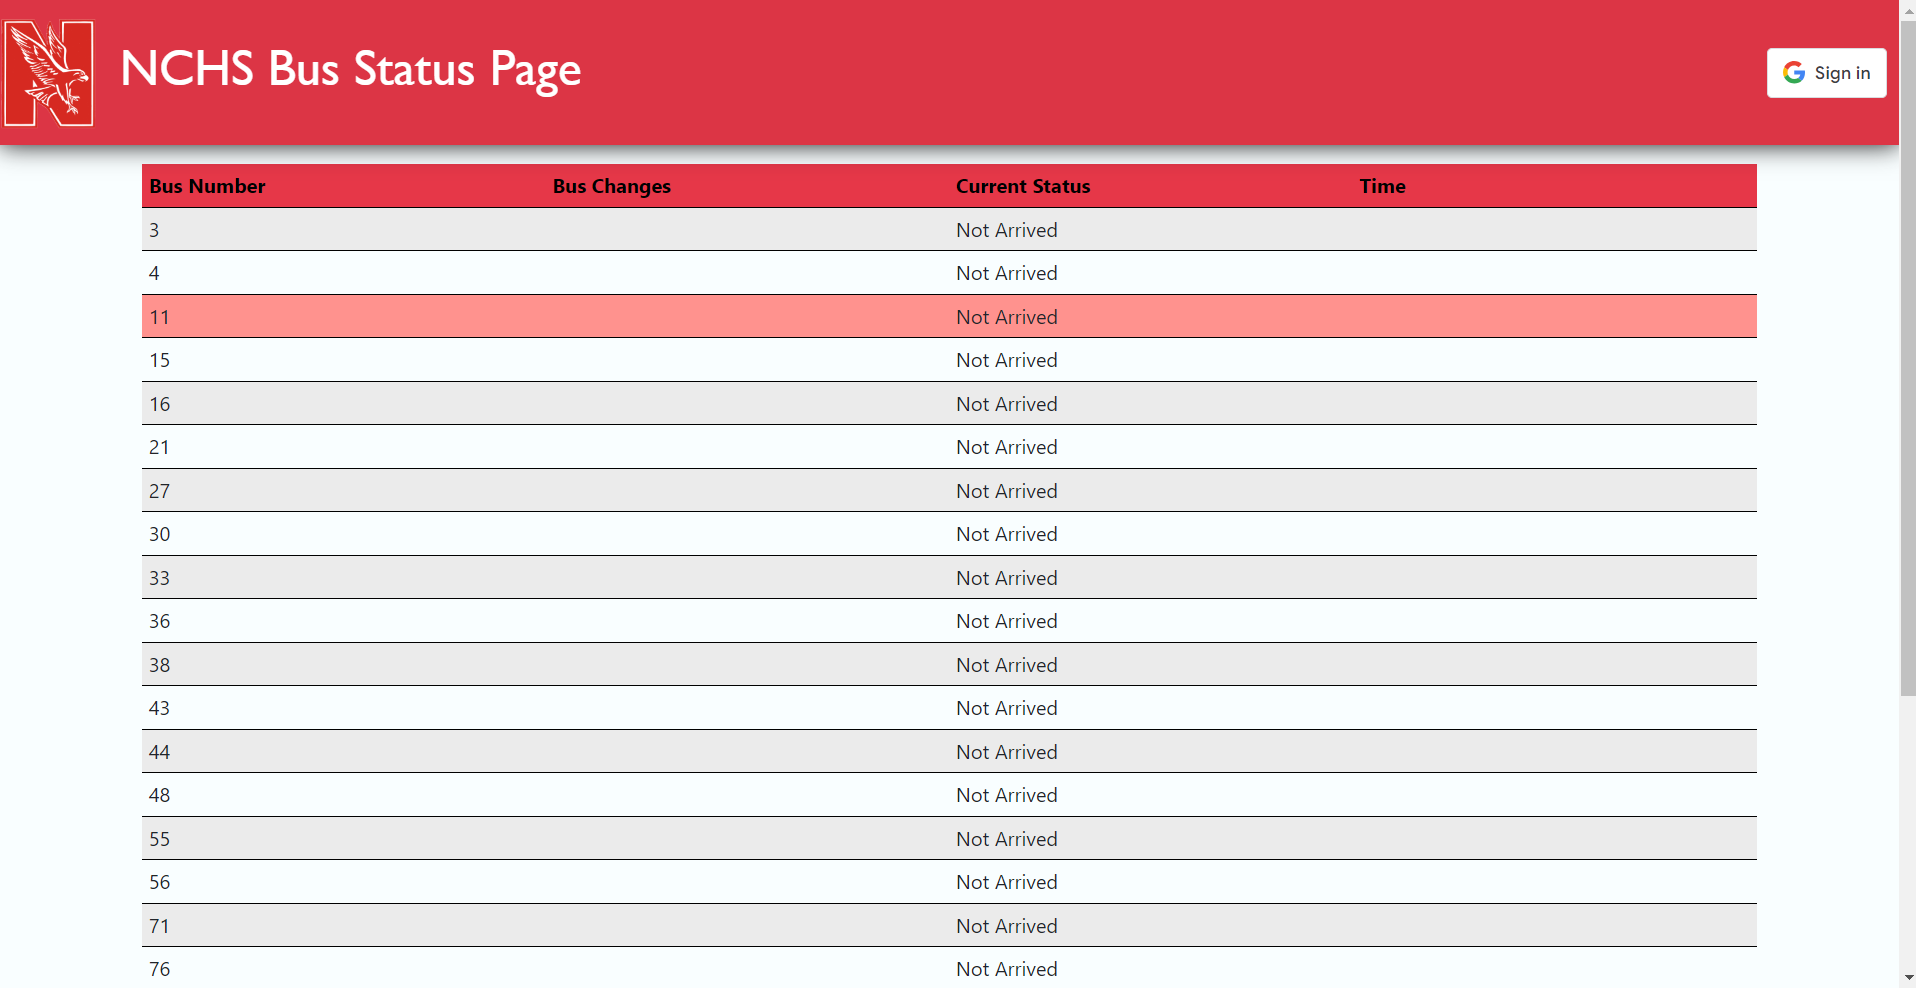 N
NCHS Bus Status Page
Sign in
Bus Number Bus Changes Current Status Time
3 Not Arrived
4 Not Arrived
11 Not Arrived
15 Not Arrived
16 Not Arrived
21 Not Arrived
27 Not Arrived
30 Not Arrived
33 Not Arrived
36 Not Arrived
38 Not Arrived
43 Not Arrived
44 Not Arrived
48 Not Arrived
55 Not Arrived
56 Not Arrived
71 Not Arrived
76 Not Arrived